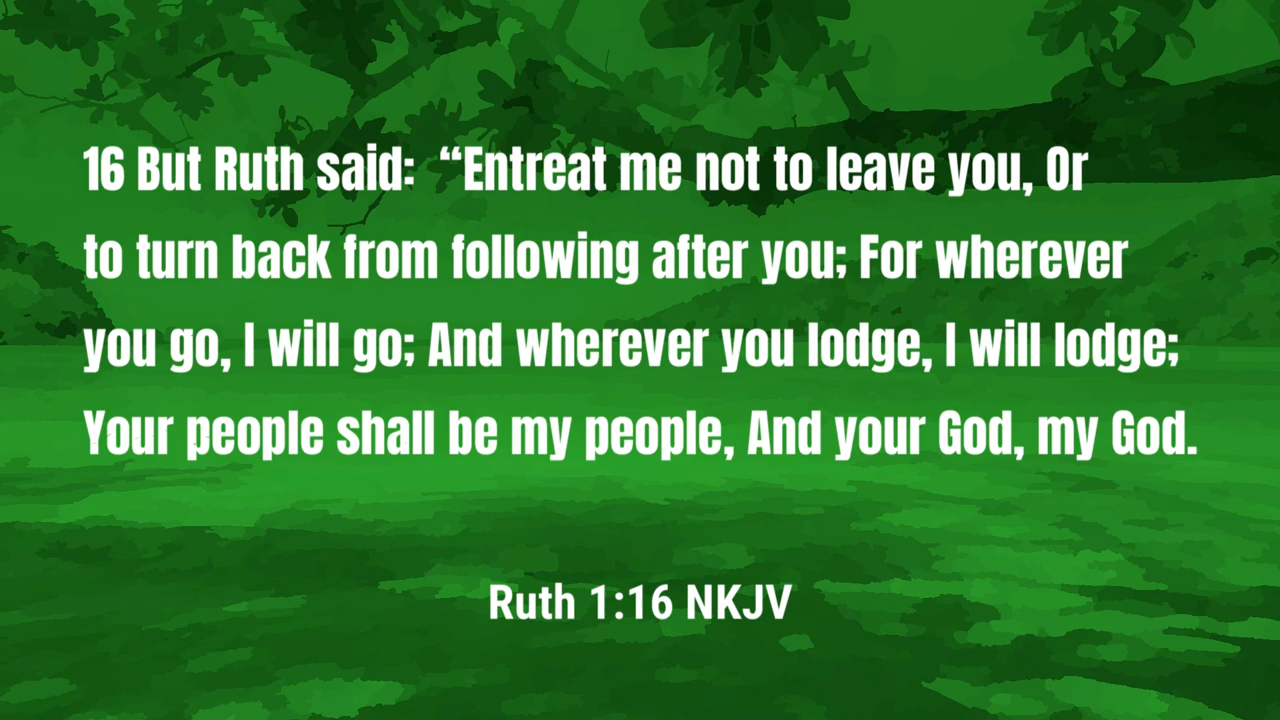 16 But Ruth said:  “Entreat me not to leave you, Or
to turn back from following after you; For wherever
you go, I will go; And wherever you lodge, I will lodge;
Your people shall be my people, And your God, my God.
Ruth 1:16 NKJV